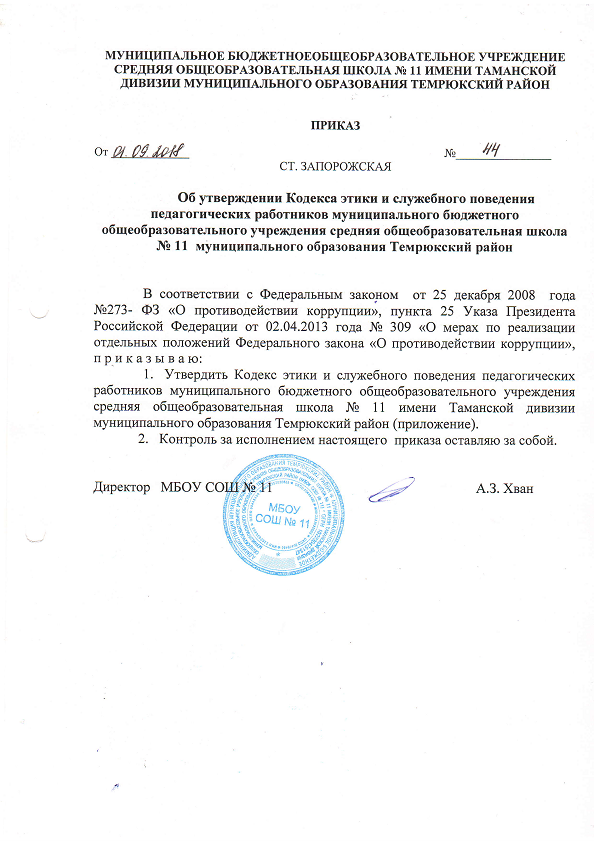 МУНИЦИПАЛЬНОЕ БЮДЖЕТНОЕОБЩЕОБРАЗОВАТЕЛЬНОЕ УЧРЕЖДЕНИЕ
СРЕДНЯЯ ОБЩЕОБРАЗОВАТЕЛЬНАЯ ШКОЛА № 11 ИМЕНИ ТАМАНСКОЙ
ДИВИЗИИ МУНИЦИПАЛЬНОГО ОБРАЗОВАНИЯ ТЕМРЮКСКИЙ РАЙОН
ПРИКАЗ
От 01.09.2018 № 44
СТ. ЗАПОРОЖСКАЯ
Об утверждении Кодекса этики и служебного поведения
педагогических работников муниципального бюджетного
общеобразовательного учреждения средняя общеобразовательная школа
№ 11 муниципального образования Темрюкский район
В соответствии с Федеральным законом от 25 декабря 2008 года
№273- ФЗ «О противодействии коррупции», пункта 25 Указа Президента
Российской Федерации от 02.04.2013 года № 309 «О мерах по реализации
отдельных положений Федерального закона «О противодействии коррупции»,
п р и к а з ы в а ю:
1. Утвердить Кодекс этики и служебного поведения педагогических
работников муниципального бюджетного общеобразовательного учреждения
средняя общеобразовательная школа № 11 имени Таманской дивизии
муниципального образования Темрюкский район (приложение).
2. Контроль за исполнением настоящего приказа оставляю за собой.
Директор МБОУ СОШ № 11 А.З. Хван
МБОУ
СОШ № 11